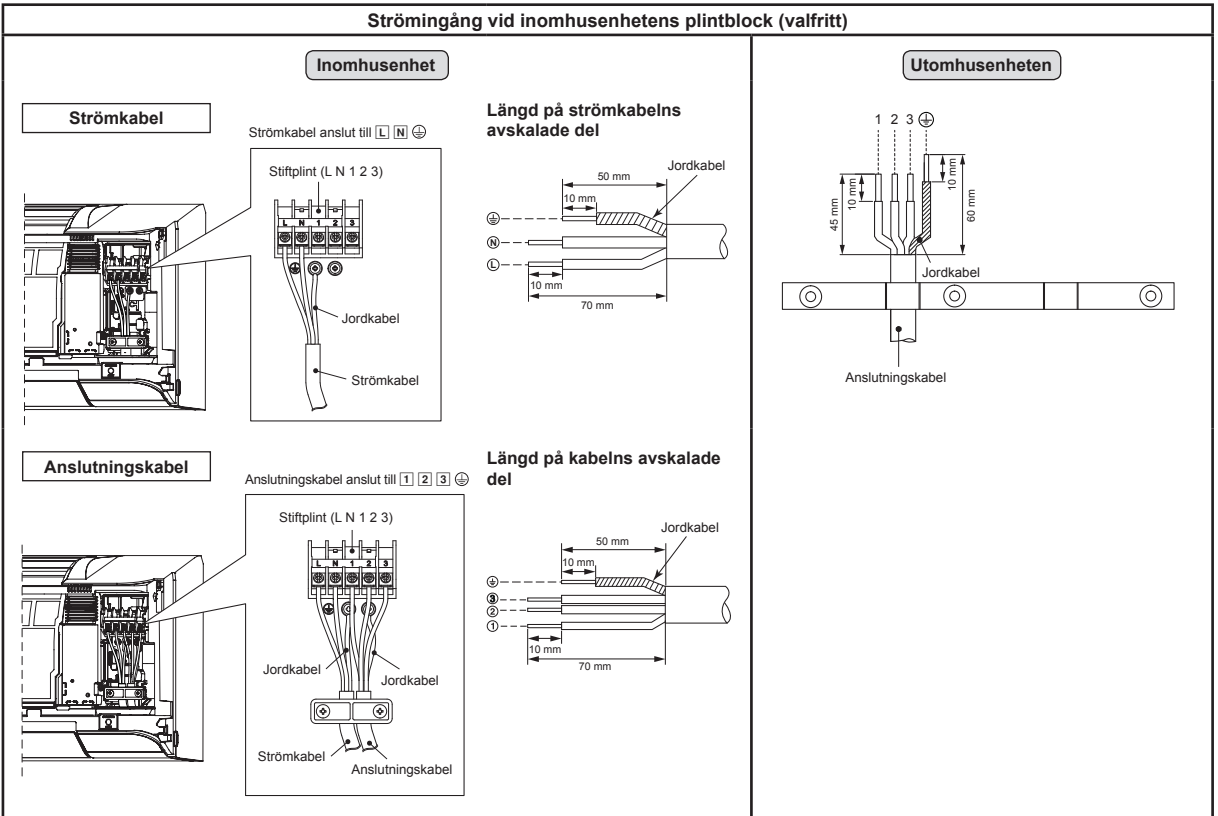 Strömingång vid inomhusenhetens plintblock (valfritt)
Inomhusenhet
Strömkabel
Strömkabel anslut till L N ⏚
Stiftplint (L N 1 2 3)
L N 1 2 3
Jordkabel
Strömkabel
Längd på strömkabelns
avskalade del
Jordkabel
50 mm
10 mm
⏚
N
L
10 mm
70 mm
Anslutningskabel
Anslutningskabel anslut till 1 2 3 ⏚
Stiftplint (L N 1 2 3)
L N 1 2 3
Jordkabel
Jordkabel
Strömkabel
Anslutningskabel
Längd på kabelns avskalade
del
Jordkabel
50 mm
10 mm
⏚
3
2
1
10 mm
70 mm
Utomhusenheten
1 2 3 ⏚
10 mm
45 mm
10 mm
60 mm
Jordkabel
Anslutningskabel